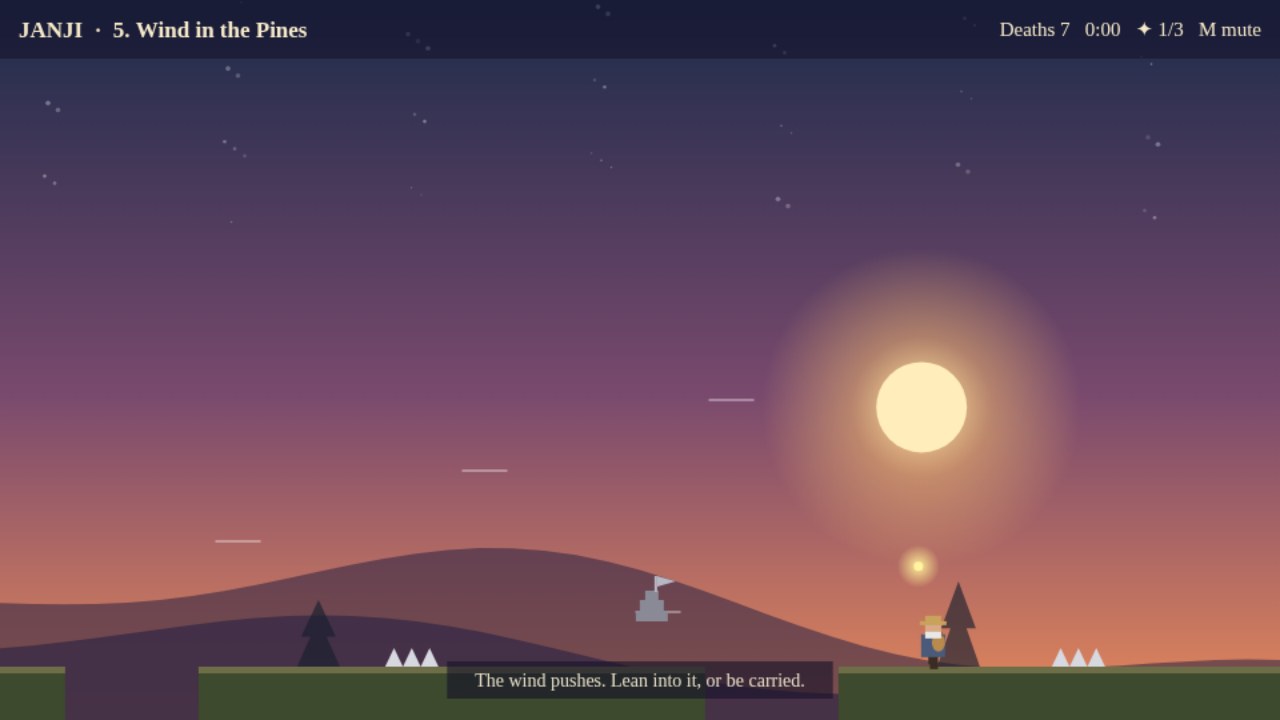 JANJI · 5. Wind in the Pines
Deaths 7 0:00 ✦ 1/3 M mute
The wind pushes. Lean into it, or be carried.